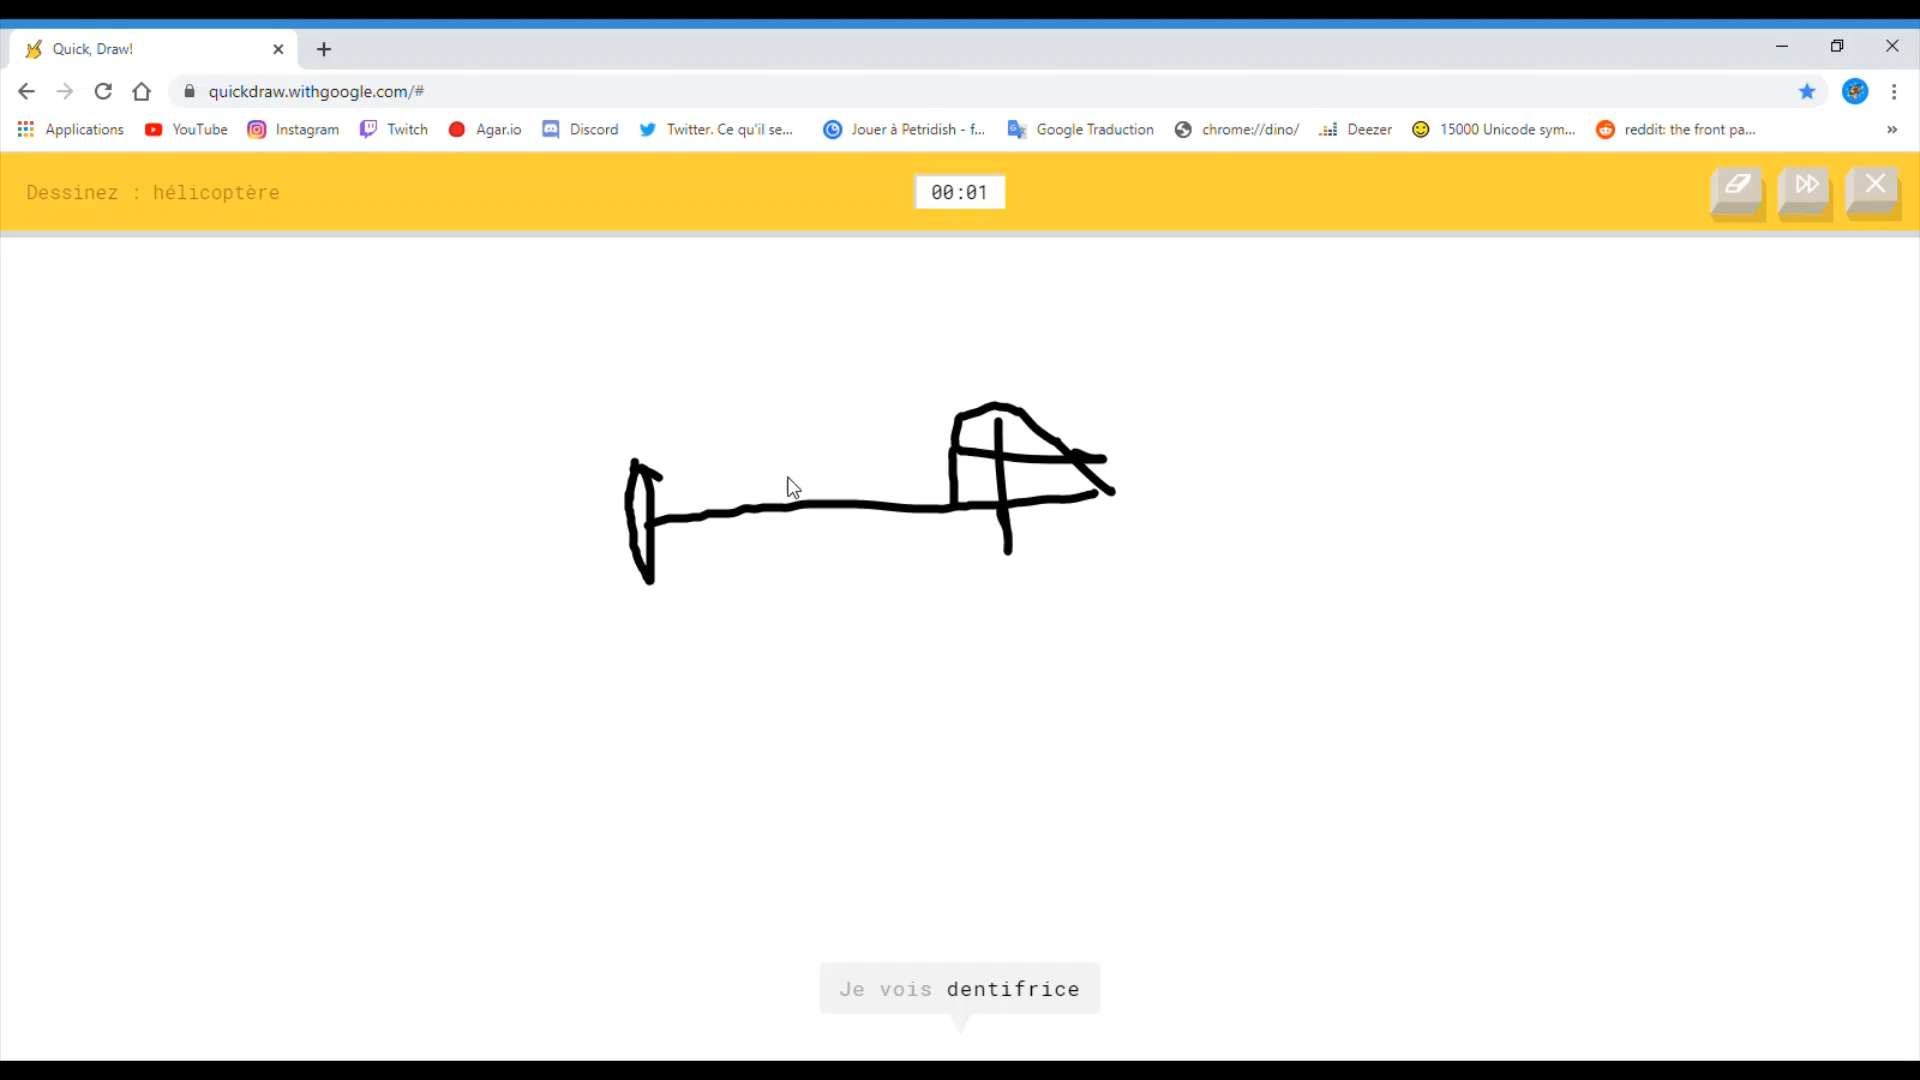 Quick, Draw!
quickdraw.withgoogle.com/#
Applications YouTube Instagram Twitch Agar.io Discord Twitter. Ce qu'il se... Jouer à Petridish - f... Google Traduction chrome://dino/ Deezer 15000 Unicode sym... reddit: the front pa... »
Dessinez : hélicoptère 00:01
Je vois dentifrice